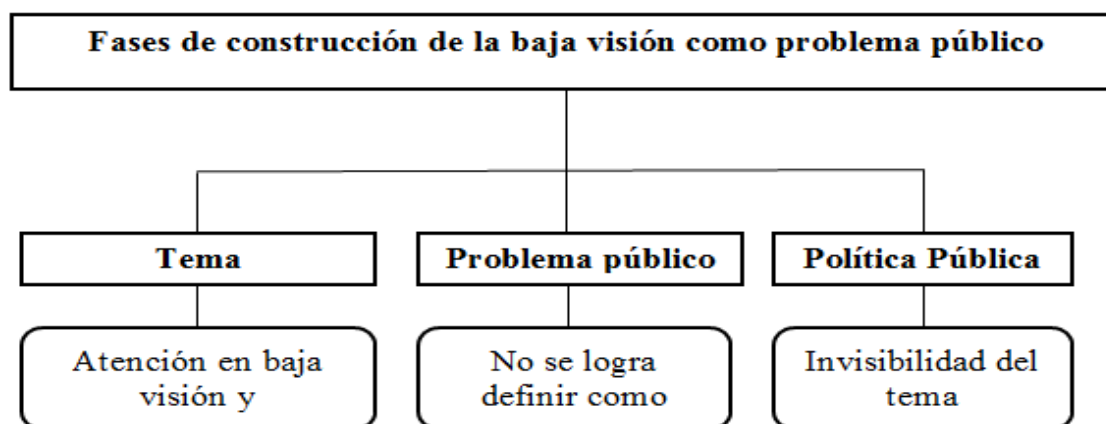 Fases de construcción de la baja visión como problema público
Tema
Problema público
Política Pública
Atención en baja
visión y
No se logra
definir como
Invisibilidad del
tema